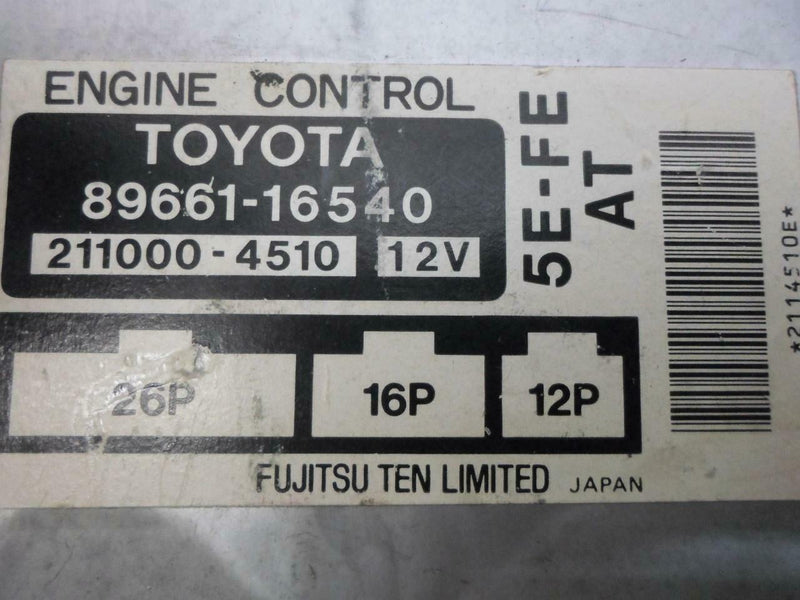 ENGINE CONTROL
TOYOTA
89661-16540
211000-4510 12V
5E-FE
AT
26P 16P 12P
FUJITSU TEN LIMITED JAPAN
*2114510E*